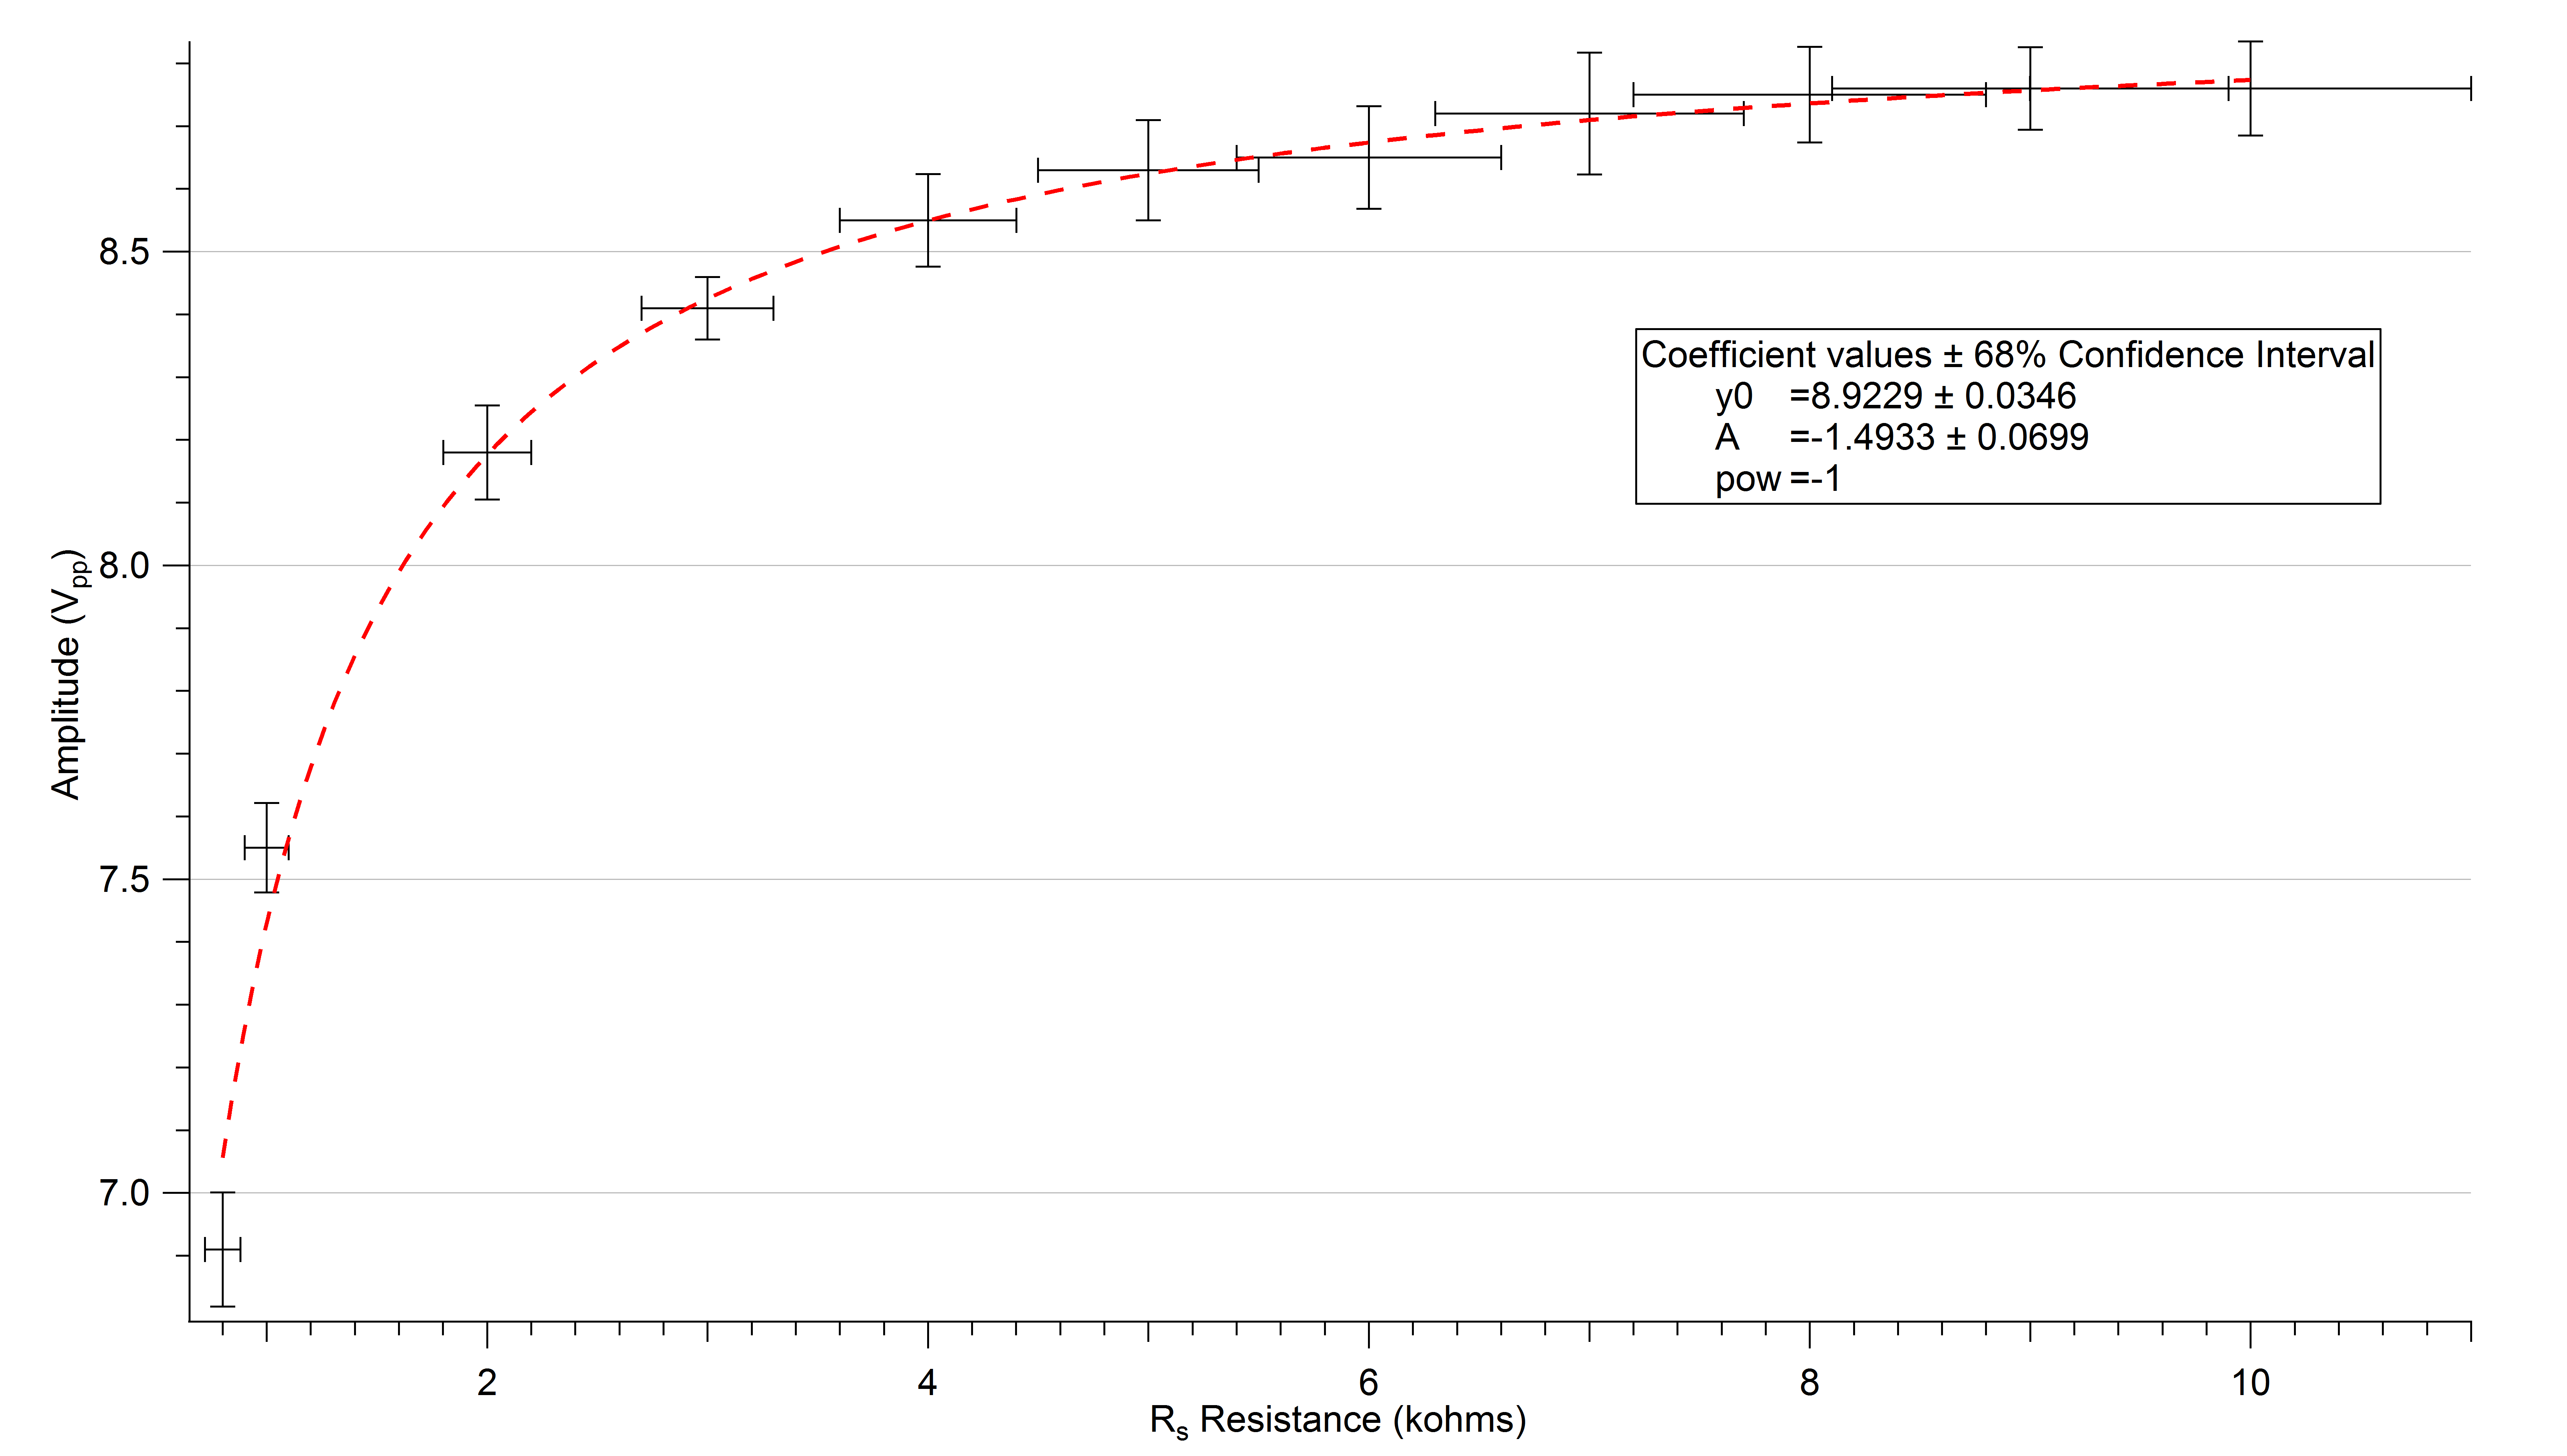 8.5
8.0
7.5
7.0
Amplitude (Vpp)
Coefficient values ± 68% Confidence Interval
y0 =8.9229 ± 0.0346
A =-1.4933 ± 0.0699
pow =-1
2 4 6 8 10
Rs Resistance (kohms)